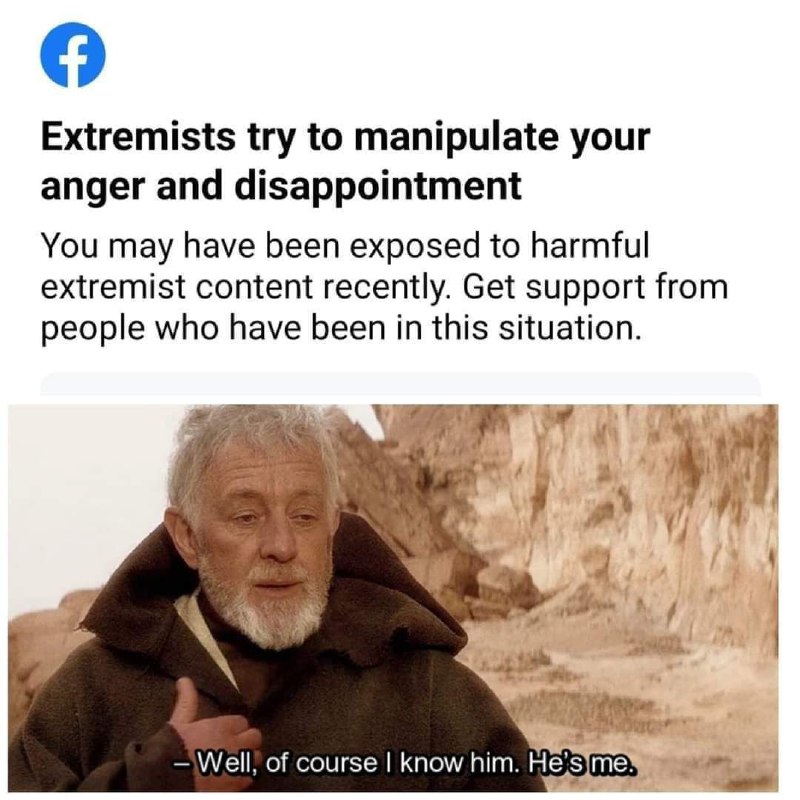 Extremists try to manipulate your
anger and disappointment
You may have been exposed to harmful
extremist content recently. Get support from
people who have been in this situation.
– Well, of course I know him. He's me.